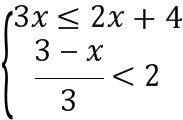 3x ≤ 2x + 4
(3 − x)/3 < 2